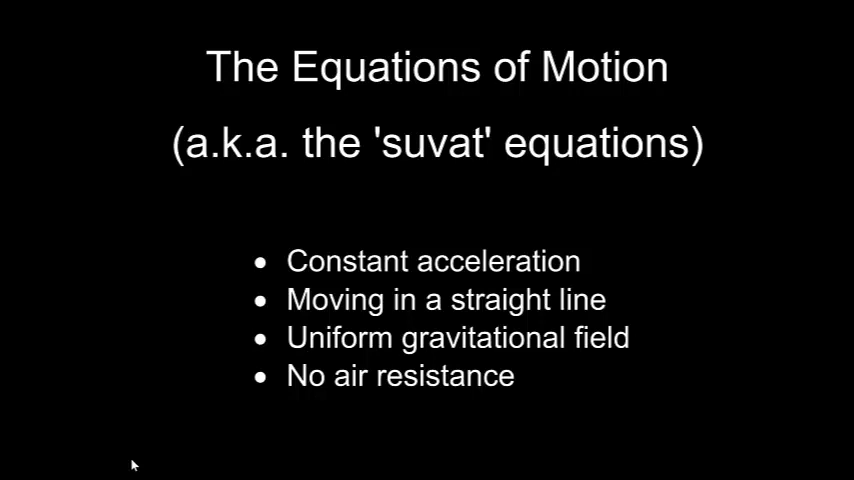 The Equations of Motion
(a.k.a. the 'suvat' equations)
• Constant acceleration
• Moving in a straight line
• Uniform gravitational field
• No air resistance